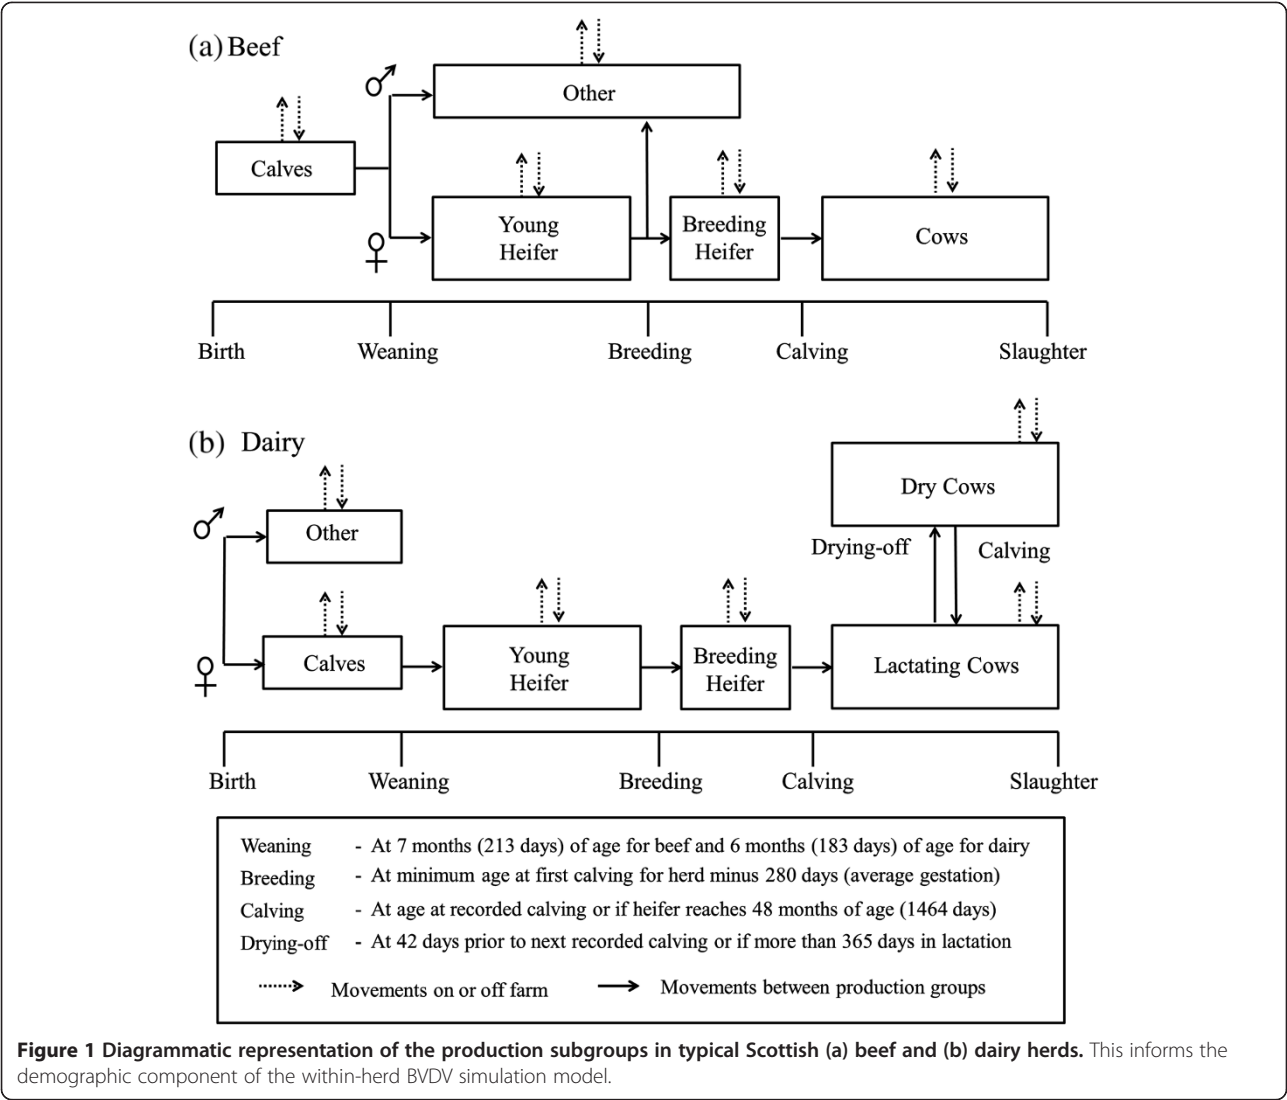 (a) Beef
Other
Calves
Young
Heifer
Breeding
Heifer
Cows
Birth
Weaning
Breeding
Calving
Slaughter
(b) Dairy
Other
Dry Cows
Drying-off
Calving
Calves
Young
Heifer
Breeding
Heifer
Lactating Cows
Birth
Weaning
Breeding
Calving
Slaughter
Weaning - At 7 months (213 days) of age for beef and 6 months (183 days) of age for dairy
Breeding - At minimum age at first calving for herd minus 280 days (average gestation)
Calving - At age at recorded calving or if heifer reaches 48 months of age (1464 days)
Drying-off - At 42 days prior to next recorded calving or if more than 365 days in lactation
Movements on or off farm
Movements between production groups
Figure 1 Diagrammatic representation of the production subgroups in typical Scottish (a) beef and (b) dairy herds. This informs the
demographic component of the within-herd BVDV simulation model.